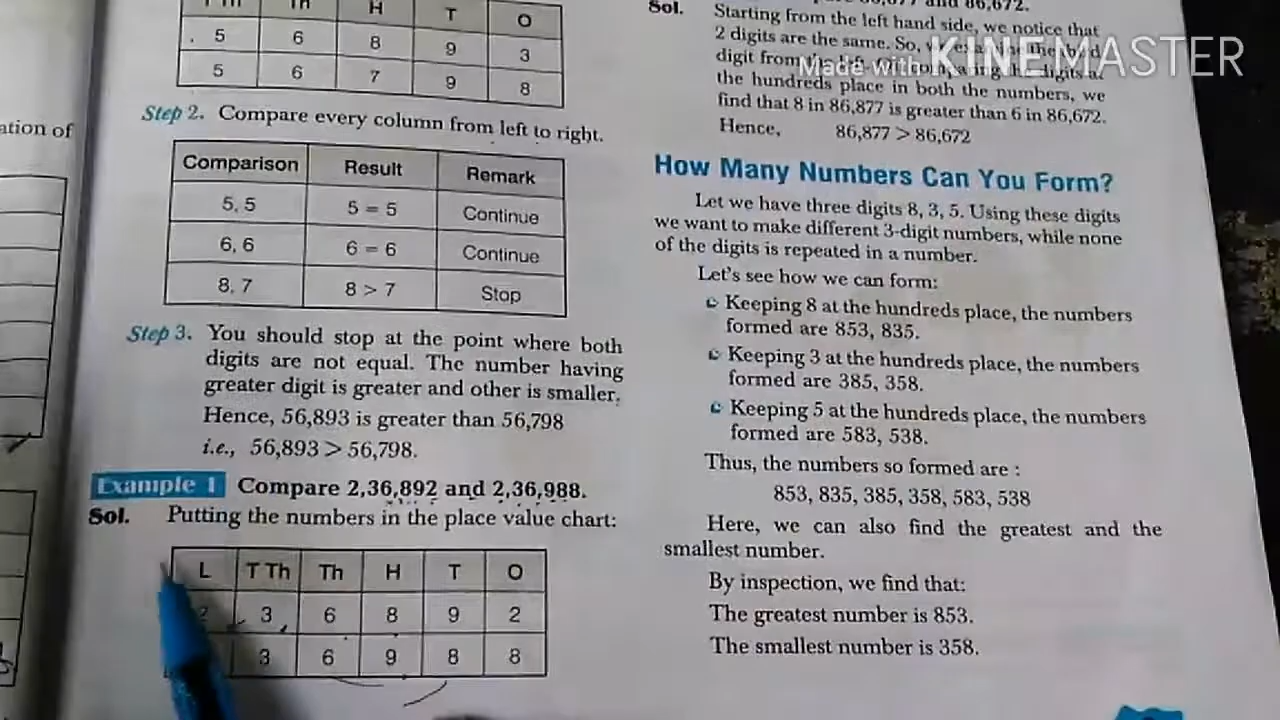 ation of
T Th Th H T O
5 6 8 9 3
5 6 7 9 8
Step 2. Compare every column from left to right.
Comparison Result Remark
5, 5 5 = 5 Continue
6, 6 6 = 6 Continue
8, 7 8 > 7 Stop
Step 3. You should stop at the point where both
digits are not equal. The number having
greater digit is greater and other is smaller.
Hence, 56,893 is greater than 56,798
i.e., 56,893 > 56,798.
Example 1 Compare 2,36,892 and 2,36,988.
Sol. Putting the numbers in the place value chart:
L T Th Th H T O
2 3 6 8 9 2
3 6 9 8 8
and 86,672.
Sol. Starting from the left hand side, we notice that
2 digits are the same. So, we
digit from
the hundreds place in both the numbers, we
find that 8 in 86,877 is greater than 6 in 86,672.
Hence, 86,877 > 86,672
Made with KINEMASTER
How Many Numbers Can You Form?
Let we have three digits 8, 3, 5. Using these digits
we want to make different 3-digit numbers, while none
of the digits is repeated in a number.
Let's see how we can form:
Keeping 8 at the hundreds place, the numbers
formed are 853, 835.
Keeping 3 at the hundreds place, the numbers
formed are 385, 358.
Keeping 5 at the hundreds place, the numbers
formed are 583, 538.
Thus, the numbers so formed are :
853, 835, 385, 358, 583, 538
Here, we can also find the greatest and the
smallest number.
By inspection, we find that:
The greatest number is 853.
The smallest number is 358.